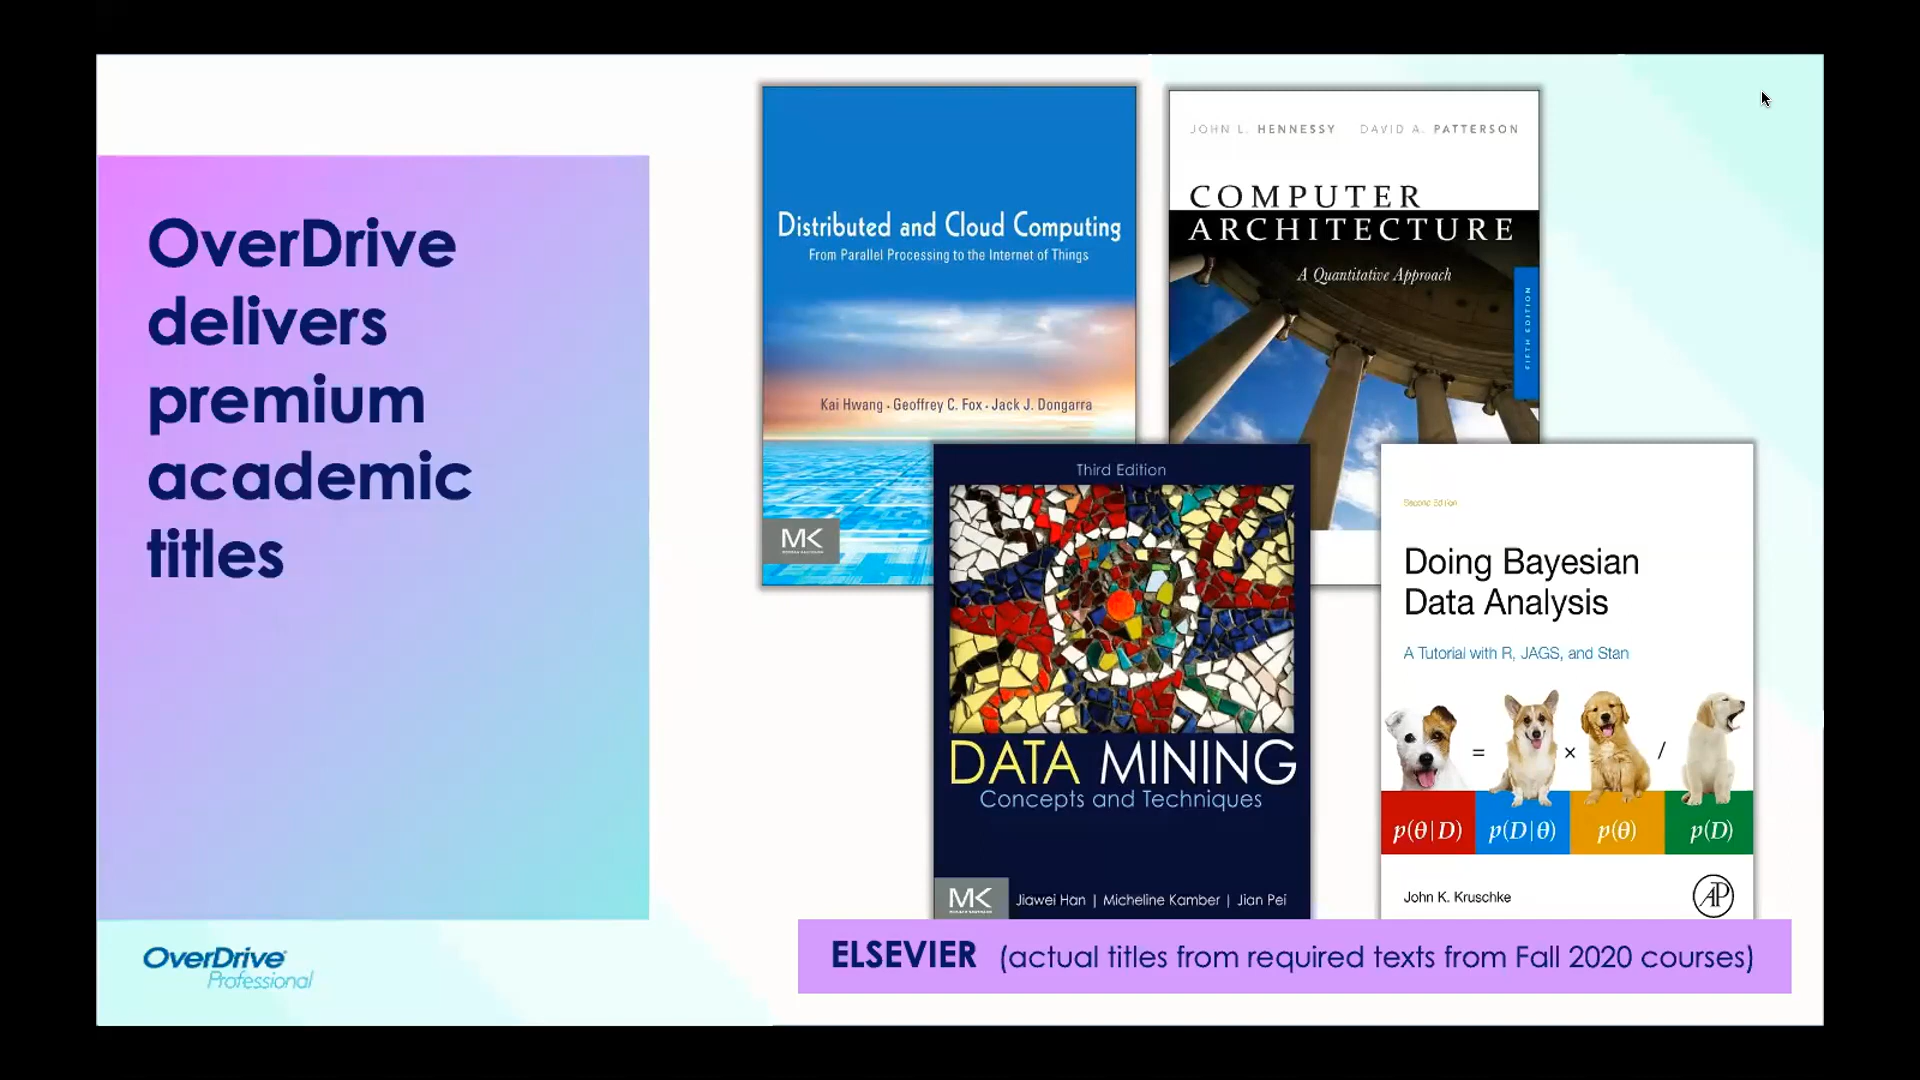 OverDrive
delivers
premium
academic
titles
Distributed and Cloud Computing
From Parallel Processing to the Internet of Things
Kai Hwang • Geoffrey C. Fox • Jack J. Dongarra
MK
JOHN L. HENNESSY DAVID A. PATTERSON
COMPUTER
ARCHITECTURE
A Quantitative Approach
FIFTH EDITION
Third Edition
DATA MINING
Concepts and Techniques
MK
Jiawei Han | Micheline Kamber | Jian Pei
Second Edition
Doing Bayesian
Data Analysis
A Tutorial with R, JAGS, and Stan
= × /
p(θ|D) p(D|θ) p(θ) p(D)
John K. Kruschke
AP
OverDrive
Professional
ELSEVIER (actual titles from required texts from Fall 2020 courses)